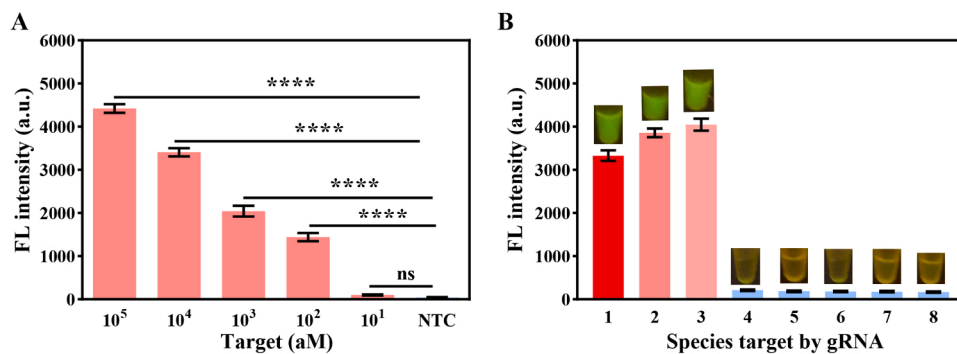 A
6000
5000
4000
3000
2000
1000
0
FL intensity (a.u.)
****
****
****
****
ns
10⁵ 10⁴ 10³ 10² 10¹ NTC
Target (aM)
B
6000
5000
4000
3000
2000
1000
0
FL intensity (a.u.)
1 2 3 4 5 6 7 8
Species target by gRNA